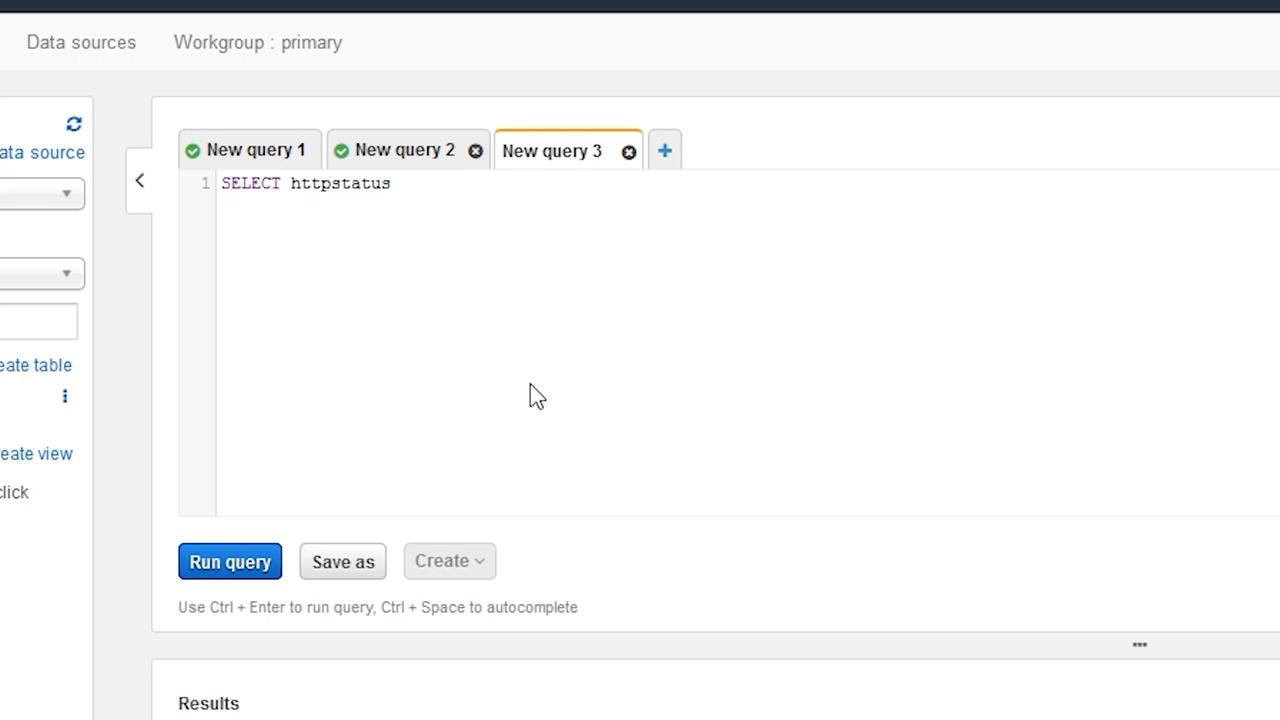 Data sources Workgroup : primary
ata source
New query 1 New query 2 New query 3 +
1 SELECT httpstatus
eate table
eate view
click
Run query Save as Create
Use Ctrl + Enter to run query, Ctrl + Space to autocomplete
Results